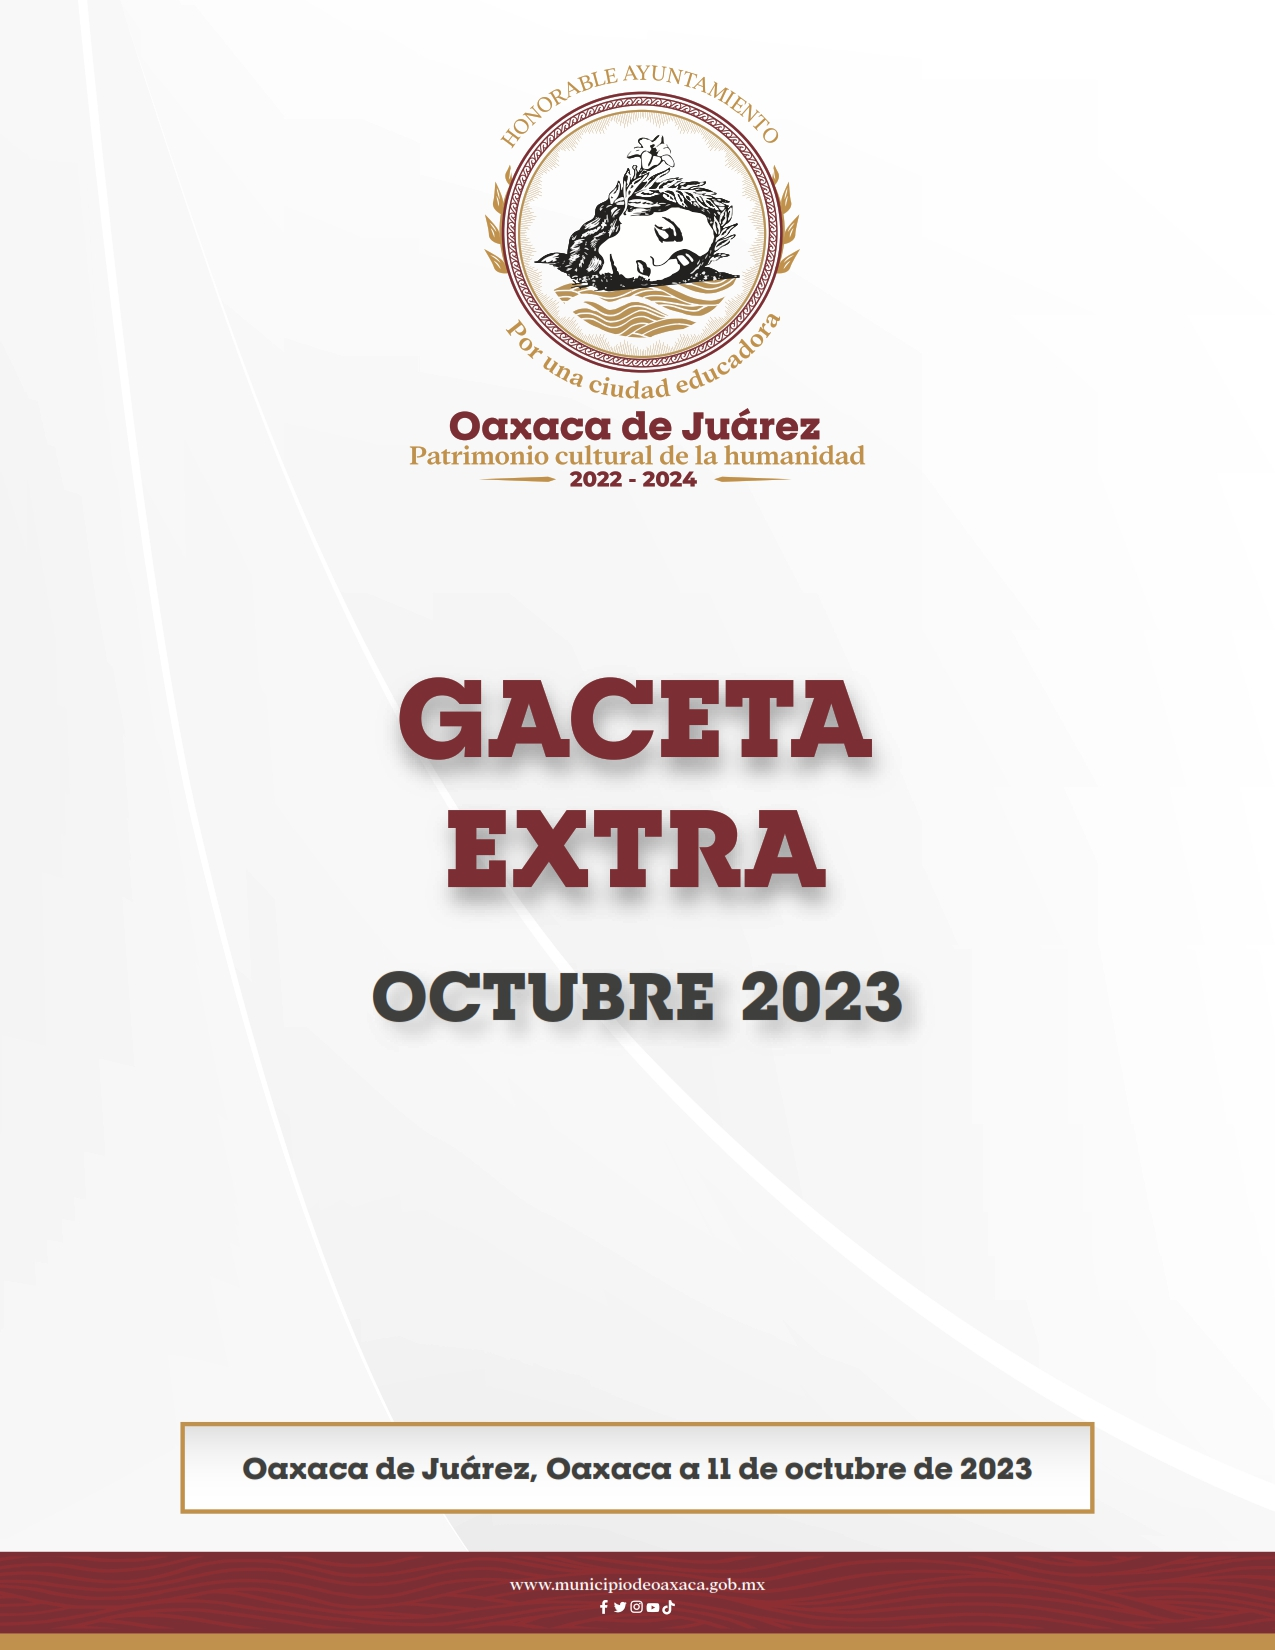 HONORABLE AYUNTAMIENTO
Por una ciudad educadora
Oaxaca de Juárez
Patrimonio cultural de la humanidad
2022 - 2024
GACETA
EXTRA
OCTUBRE 2023
Oaxaca de Juárez, Oaxaca a 11 de octubre de 2023
www.municipiodeoaxaca.gob.mx